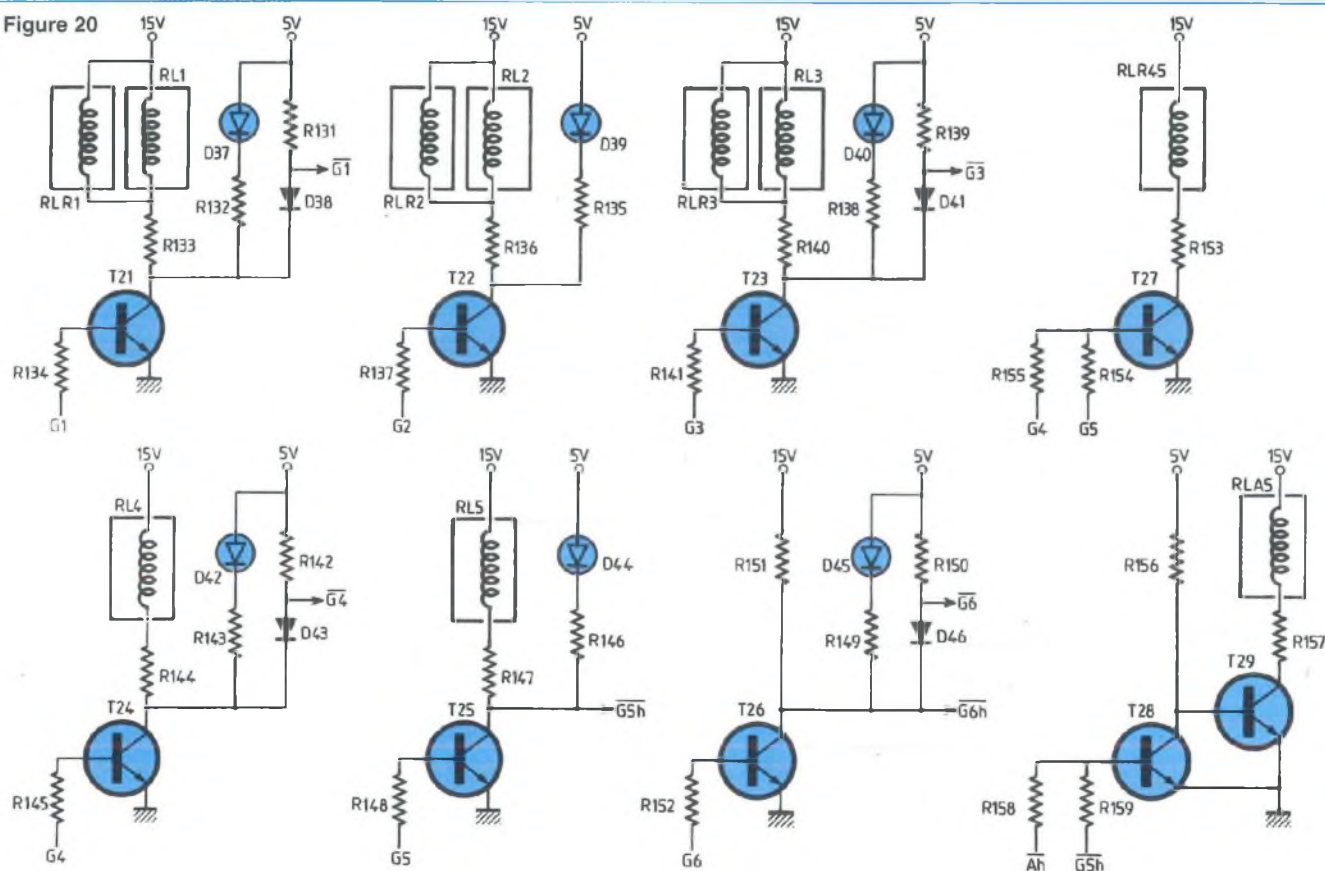 Figure 20
15V 5V 15V 5V 15V 5V 15V
RL1 RL2 RL3 RLR45
R131 R139
D37 D39 D40
G1 G3
RLR1 R132 D38 RLR2 R135 RLR3 R138 D41
R133 R136 R140 R153
T21 T22 T23 T27
R134 R137 R141 R155 R154
G1 G2 G3 G4 G5
15V 5V 15V 5V 15V 5V 5V 15V
RL4 RL5 RLA5
R142 R151 D45 R150 R156
D42 D44
G4 G6
R143 D43 R146 R149 D46
R144 R147 R157
T24 T25 G5h T26 G6h T28 T29
R145 R148 R152 R158 R159
G4 G5 G6 Ah G5h